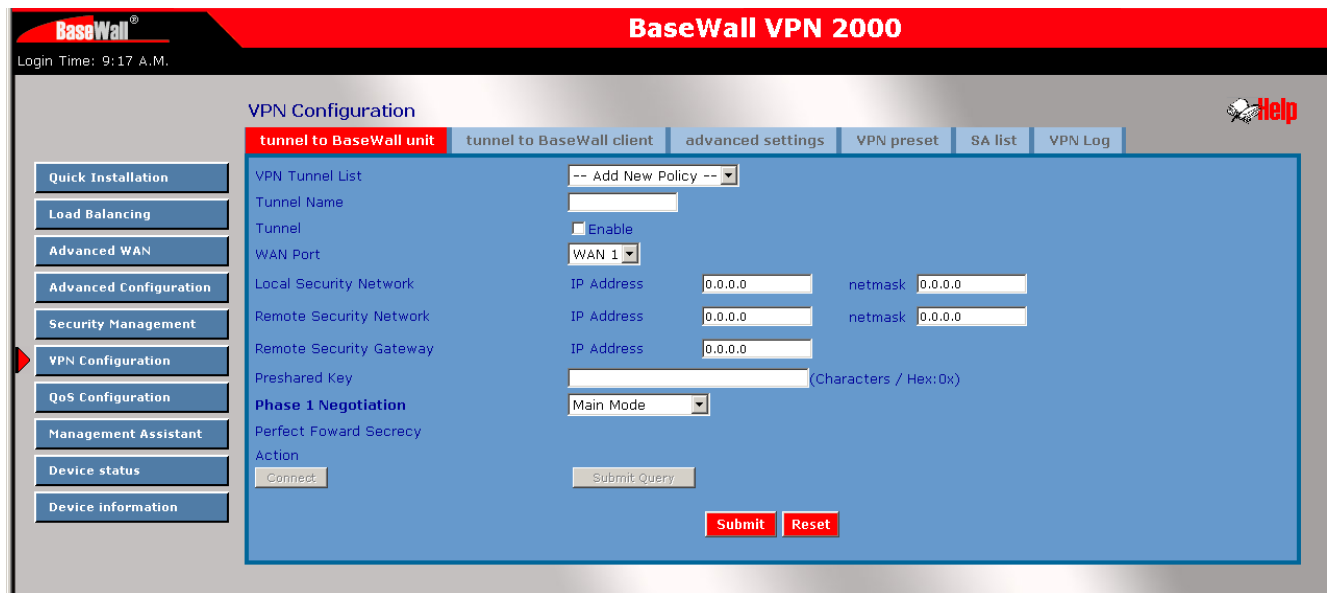 BaseWall® BaseWall VPN 2000
Login Time: 9:17 A.M.
VPN Configuration Help
tunnel to BaseWall unit tunnel to BaseWall client advanced settings VPN preset SA list VPN Log
Quick Installation
Load Balancing
Advanced WAN
Advanced Configuration
Security Management
VPN Configuration
QoS Configuration
Management Assistant
Device status
Device information
VPN Tunnel List -- Add New Policy --
Tunnel Name
Tunnel Enable
WAN Port WAN 1
Local Security Network IP Address 0.0.0.0 netmask 0.0.0.0
Remote Security Network IP Address 0.0.0.0 netmask 0.0.0.0
Remote Security Gateway IP Address 0.0.0.0
Preshared Key (Characters / Hex:0x)
Phase 1 Negotiation Main Mode
Perfect Foward Secrecy
Action
Connect Submit Query
Submit Reset